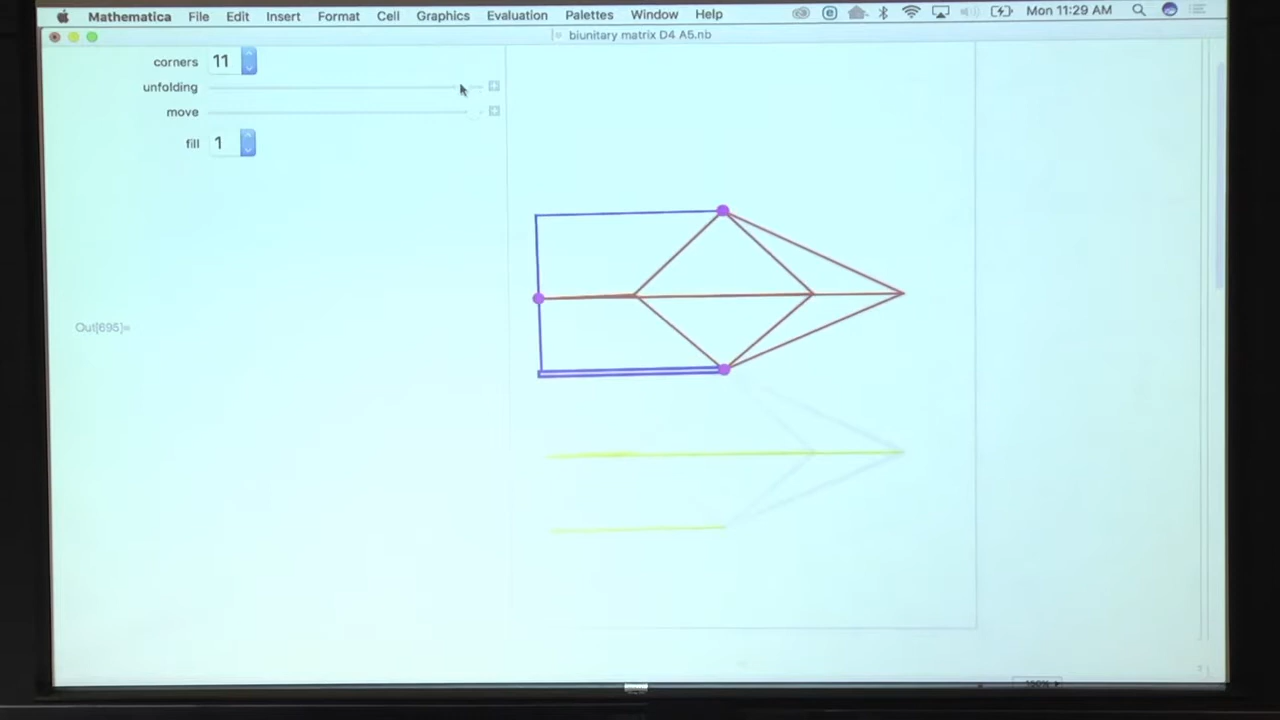 Mathematica File Edit Insert Format Cell Graphics Evaluation Palettes Window Help Mon 11:29 AM
biunitary matrix D4 A5.nb
corners 11
unfolding
move
fill 1
Out[695]=
150%